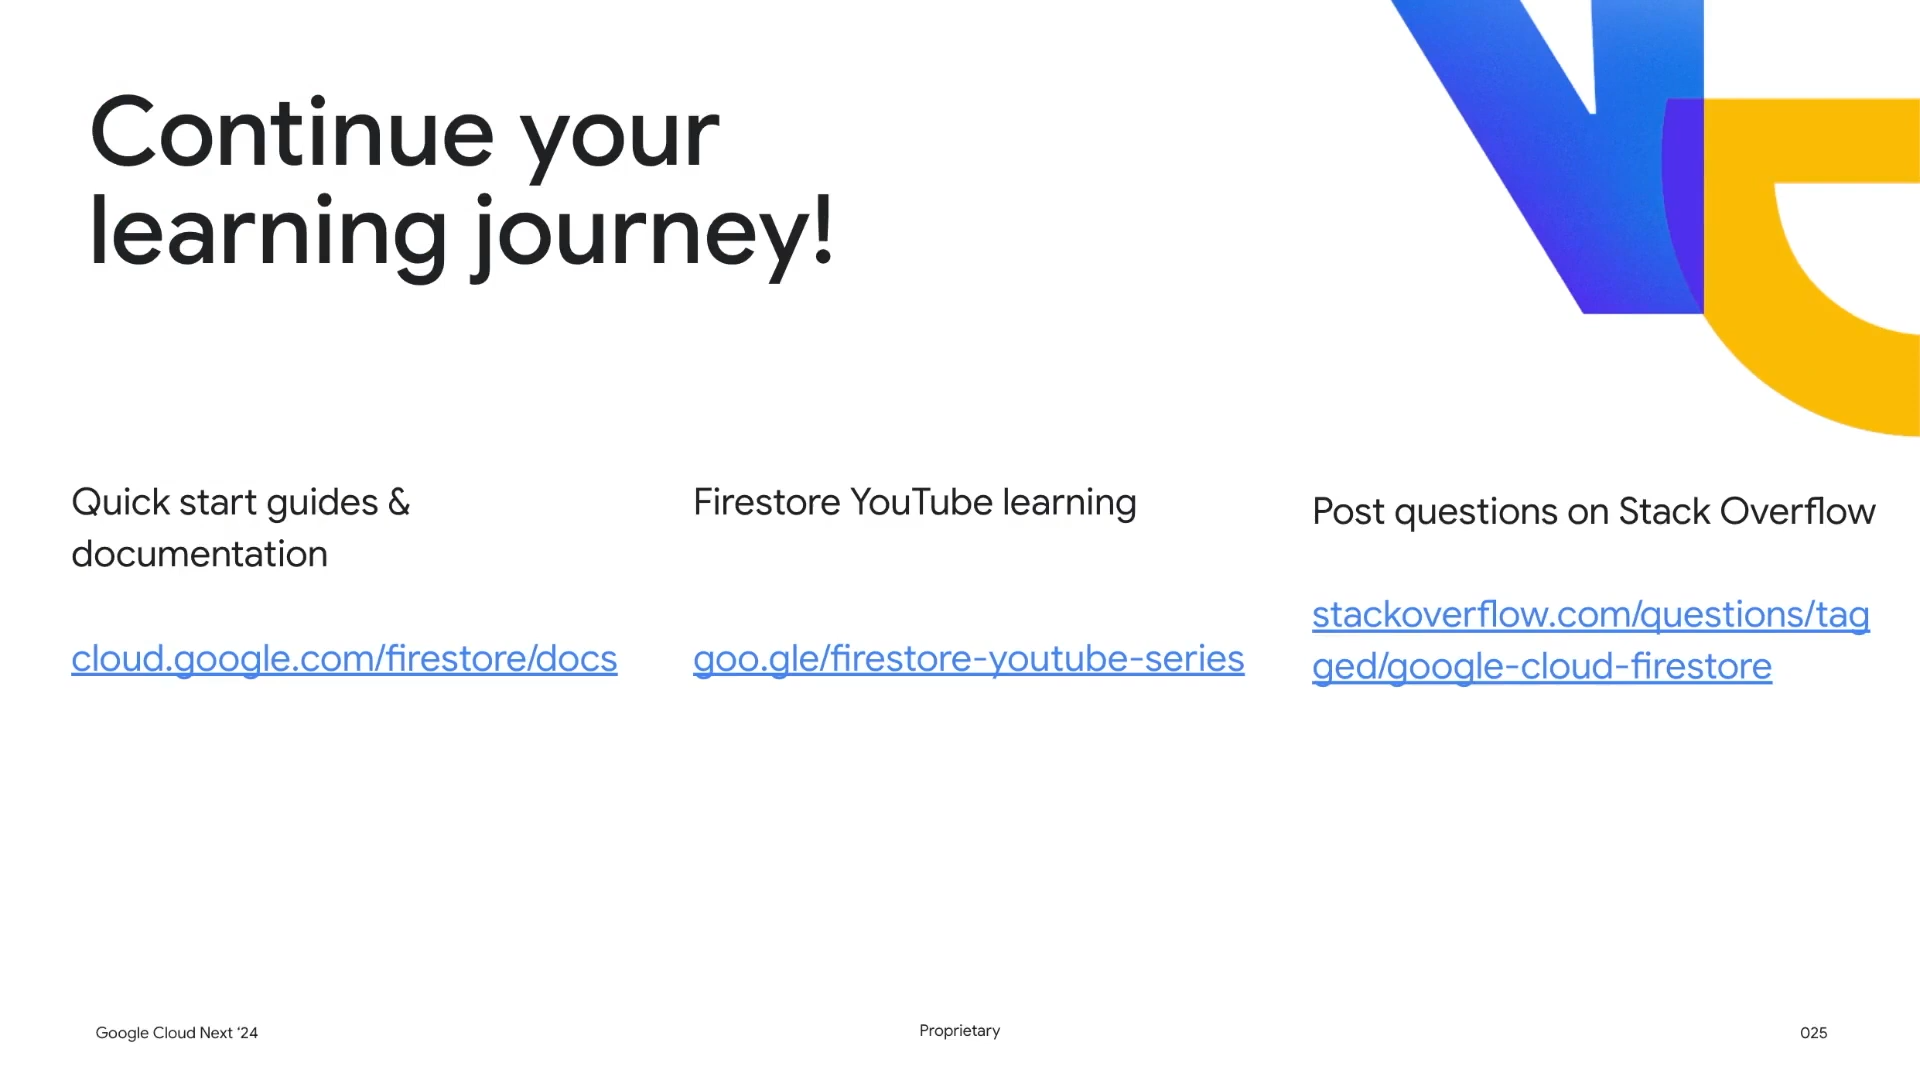 Continue your
learning journey!
Quick start guides &
documentation
cloud.google.com/firestore/docs
Firestore YouTube learning
goo.gle/firestore-youtube-series
Post questions on Stack Overflow
stackoverflow.com/questions/tag
ged/google-cloud-firestore
Google Cloud Next ‘24
Proprietary
025